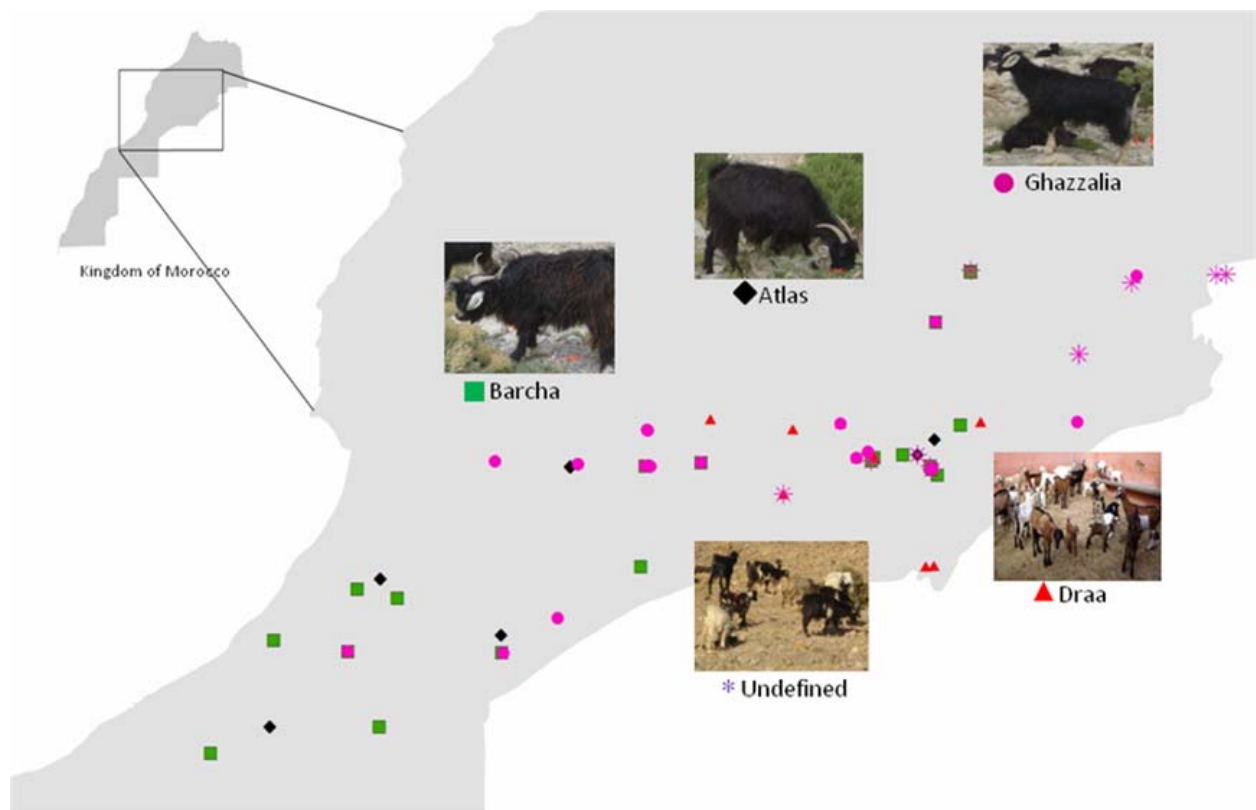 Ghazzalia
Kingdom of Morocco
Atlas
Barcha
Draa
Undefined